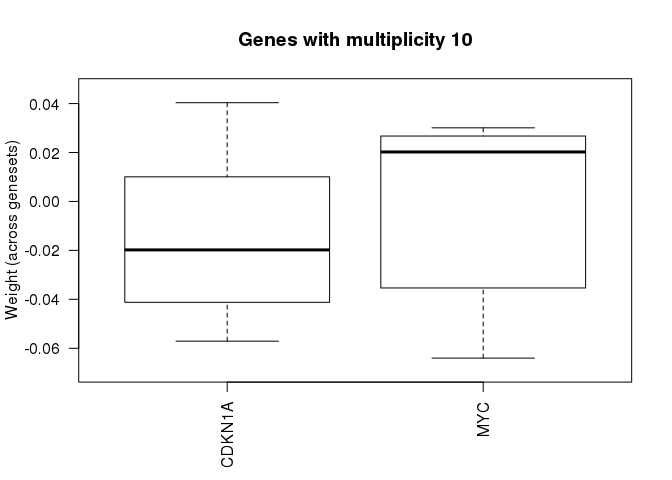 Genes with multiplicity 10
Weight (across genesets)
0.04
0.02
0.00
-0.02
-0.04
-0.06
CDKN1A
MYC